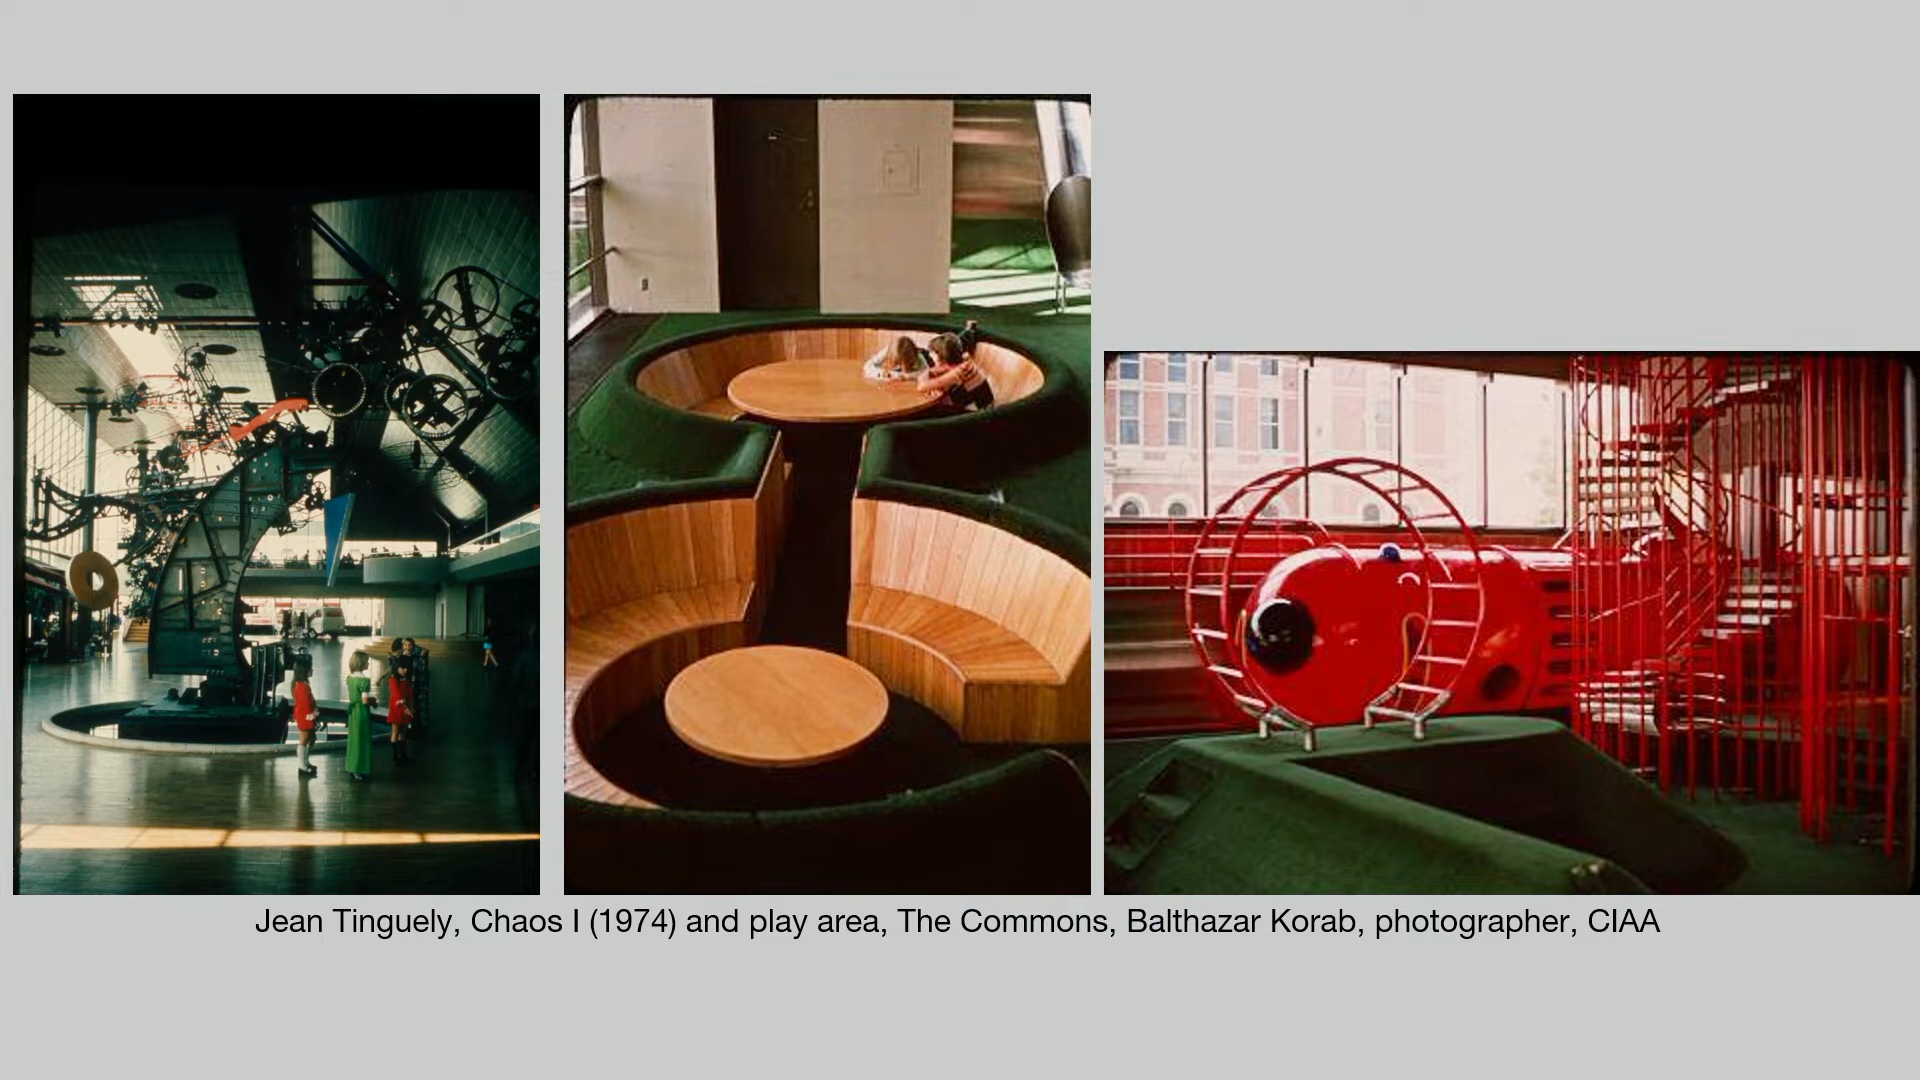 Jean Tinguely, Chaos I (1974) and play area, The Commons, Balthazar Korab, photographer, CIAA